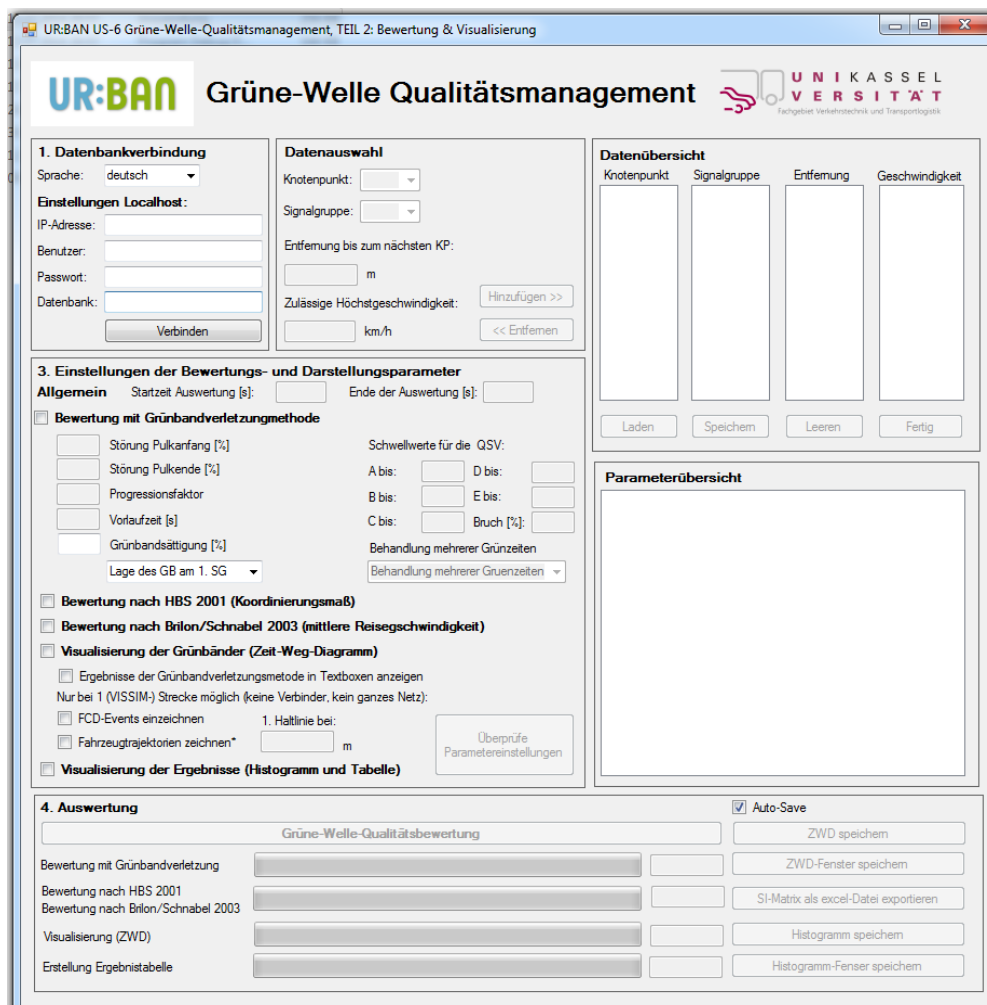 UR:BAN US-6 Grüne-Welle-Qualitätsmanagement, TEIL 2: Bewertung & Visualisierung
UR:BAN
Grüne-Welle Qualitätsmanagement
UNIKASSEL
VERSITÄT
Fachgebiet Verkehrstechnik und Transportlogistik
1. Datenbankverbindung
Sprache: deutsch
Einstellungen Localhost:
IP-Adresse:
Benutzer:
Passwort:
Datenbank:
Verbinden
Datenauswahl
Knotenpunkt:
Signalgruppe:
Entfernung bis zum nächsten KP:
m
Zulässige Höchstgeschwindigkeit:
km/h
Hinzufügen >>
<< Entfernen
Datenübersicht
Knotenpunkt Signalgruppe Entfernung Geschwindigkeit
Laden Speichern Leeren Fertig
3. Einstellungen der Bewertungs- und Darstellungsparameter
Allgemein Startzeit Auswertung [s]: Ende der Auswertung [s]:
Bewertung mit Grünbandverletzungmethode
Störung Pulkanfang [%]
Störung Pulkende [%]
Progressionsfaktor
Vorlaufzeit [s]
Grünbandsättigung [%]
Lage des GB am 1. SG
Schwellwerte für die QSV:
A bis: D bis:
B bis: E bis:
C bis: Bruch [%]:
Behandlung mehrerer Grünzeiten
Behandlung mehrerer Gruenzeiten
Bewertung nach HBS 2001 (Koordinierungsmaß)
Bewertung nach Brilon/Schnabel 2003 (mittlere Reisegschwindigkeit)
Visualisierung der Grünbänder (Zeit-Weg-Diagramm)
Ergebnisse der Grünbandverletzungsmetode in Textboxen anzeigen
Nur bei 1 (VISSIM-) Strecke möglich (keine Verbinder, kein ganzes Netz):
FCD-Events einzeichnen
1. Haltlinie bei:
Fahrzeugtrajektorien zeichnen*
m
Überprüfe
Parametereinstellungen
Visualisierung der Ergebnisse (Histogramm und Tabelle)
Parameterübersicht
4. Auswertung
Auto-Save
Grüne-Welle-Qualitätsbewertung
ZWD speichern
Bewertung mit Grünbandverletzung
ZWD-Fenster speichern
Bewertung nach HBS 2001
Bewertung nach Brilon/Schnabel 2003
SI-Matrix als excel-Datei exportieren
Visualisierung (ZWD)
Histogramm speichern
Erstellung Ergebnistabelle
Histogramm-Fenser speichern